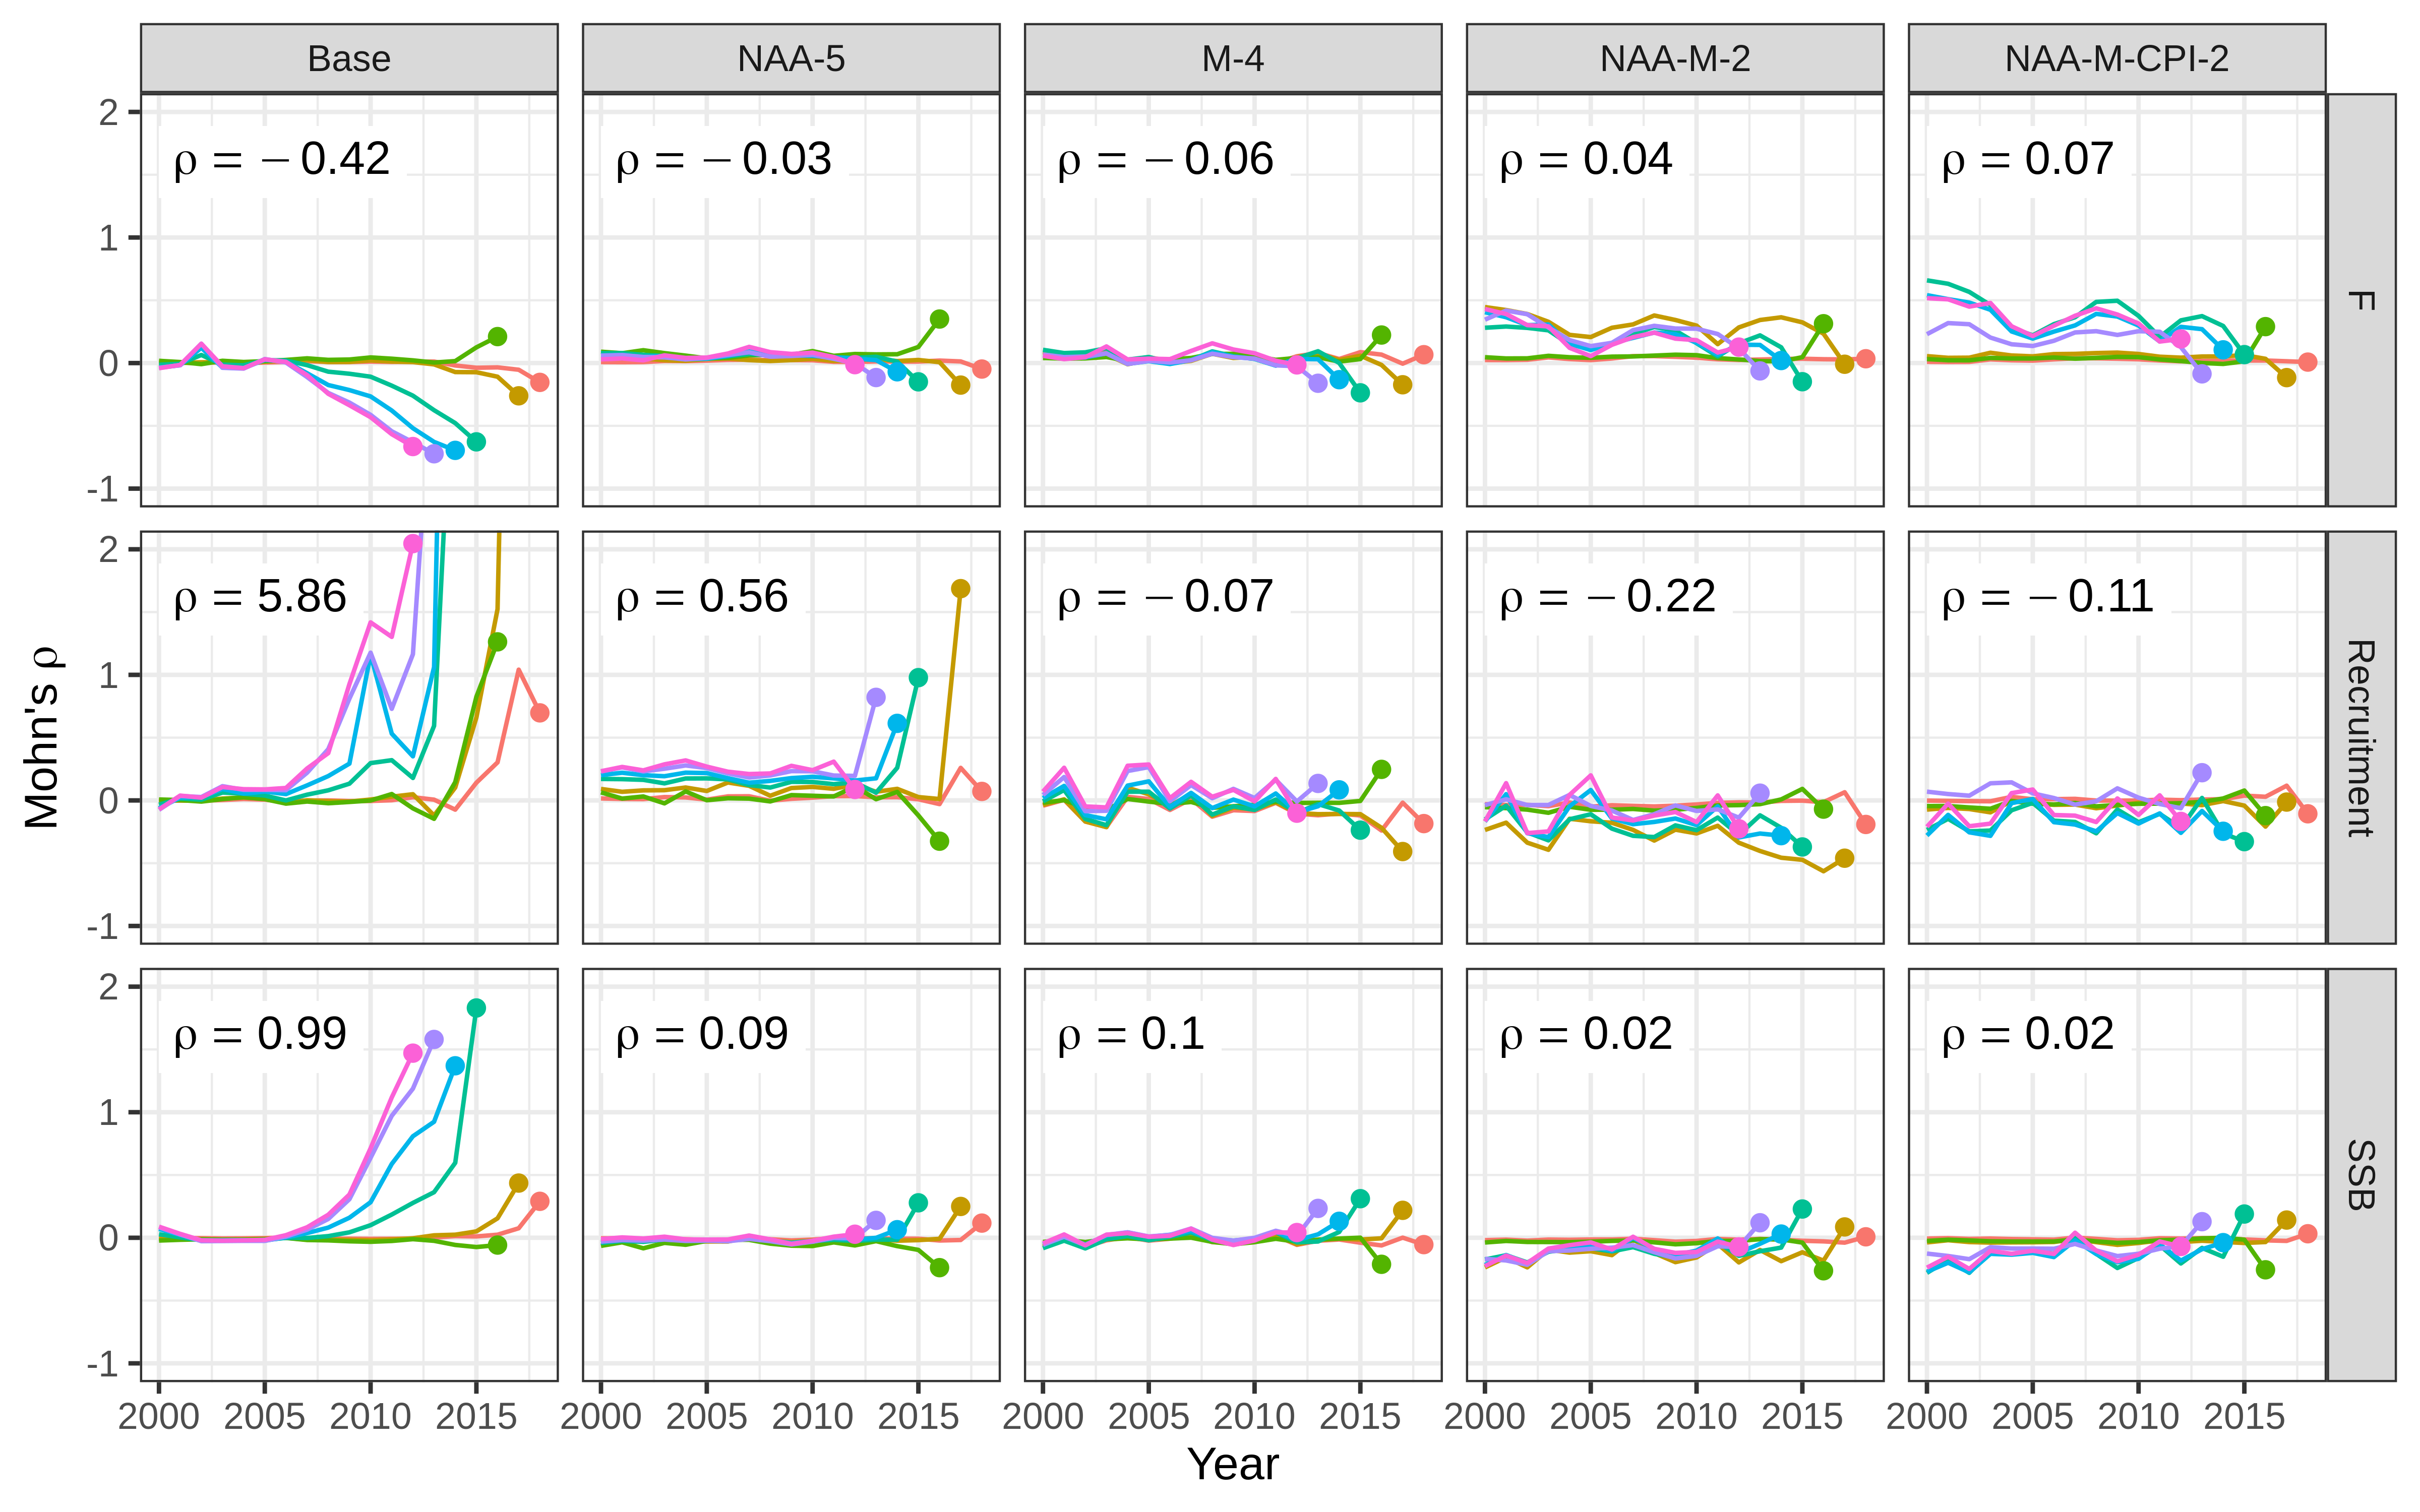 Base NAA-5 M-4 NAA-M-2 NAA-M-CPI-2
2
ρ = − 0.42 ρ = − 0.03 ρ = − 0.06 ρ = 0.04 ρ = 0.07
1
F
0
-1
2
ρ = 5.86 ρ = 0.56 ρ = − 0.07 ρ = − 0.22 ρ = − 0.11
1
Recruitment
Mohn's ρ
0
-1
2
ρ = 0.99 ρ = 0.09 ρ = 0.1 ρ = 0.02 ρ = 0.02
1
SSB
0
-1
2000 2005 2010 2015 2000 2005 2010 2015 2000 2005 2010 2015 2000 2005 2010 2015 2000 2005 2010 2015
Year